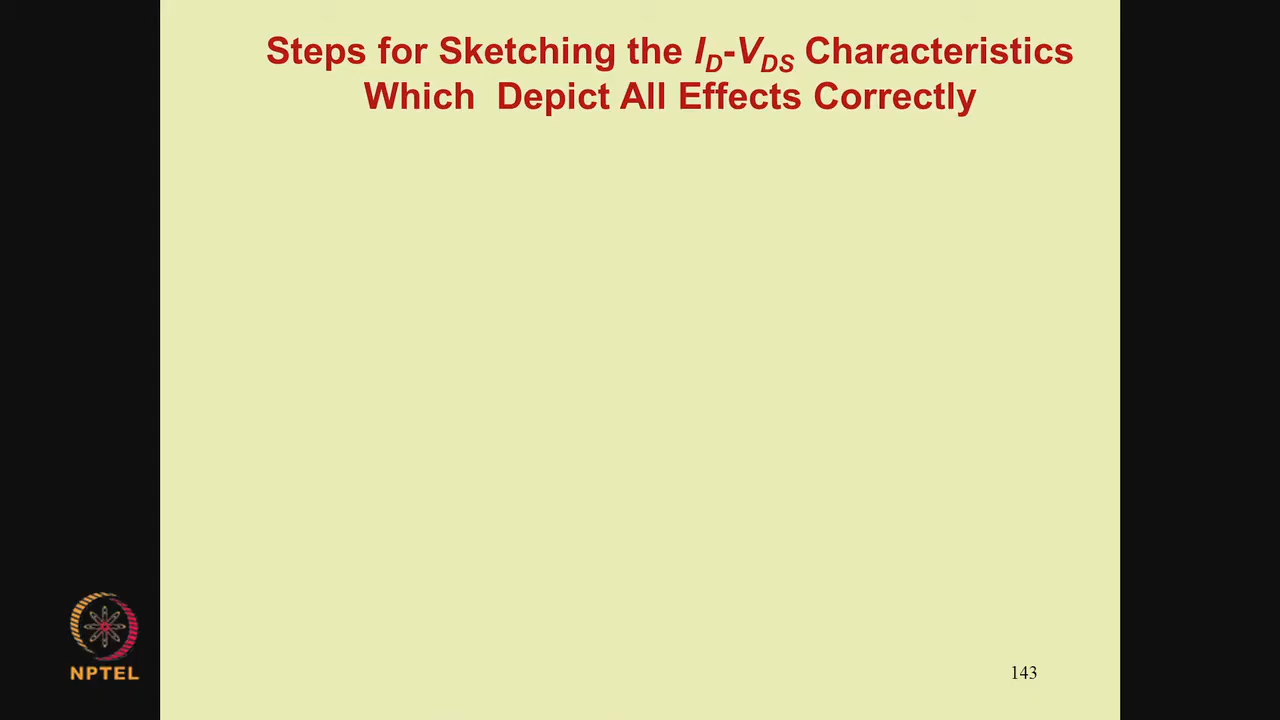 Steps for Sketching the ID-VDS Characteristics
Which Depict All Effects Correctly
NPTEL
143